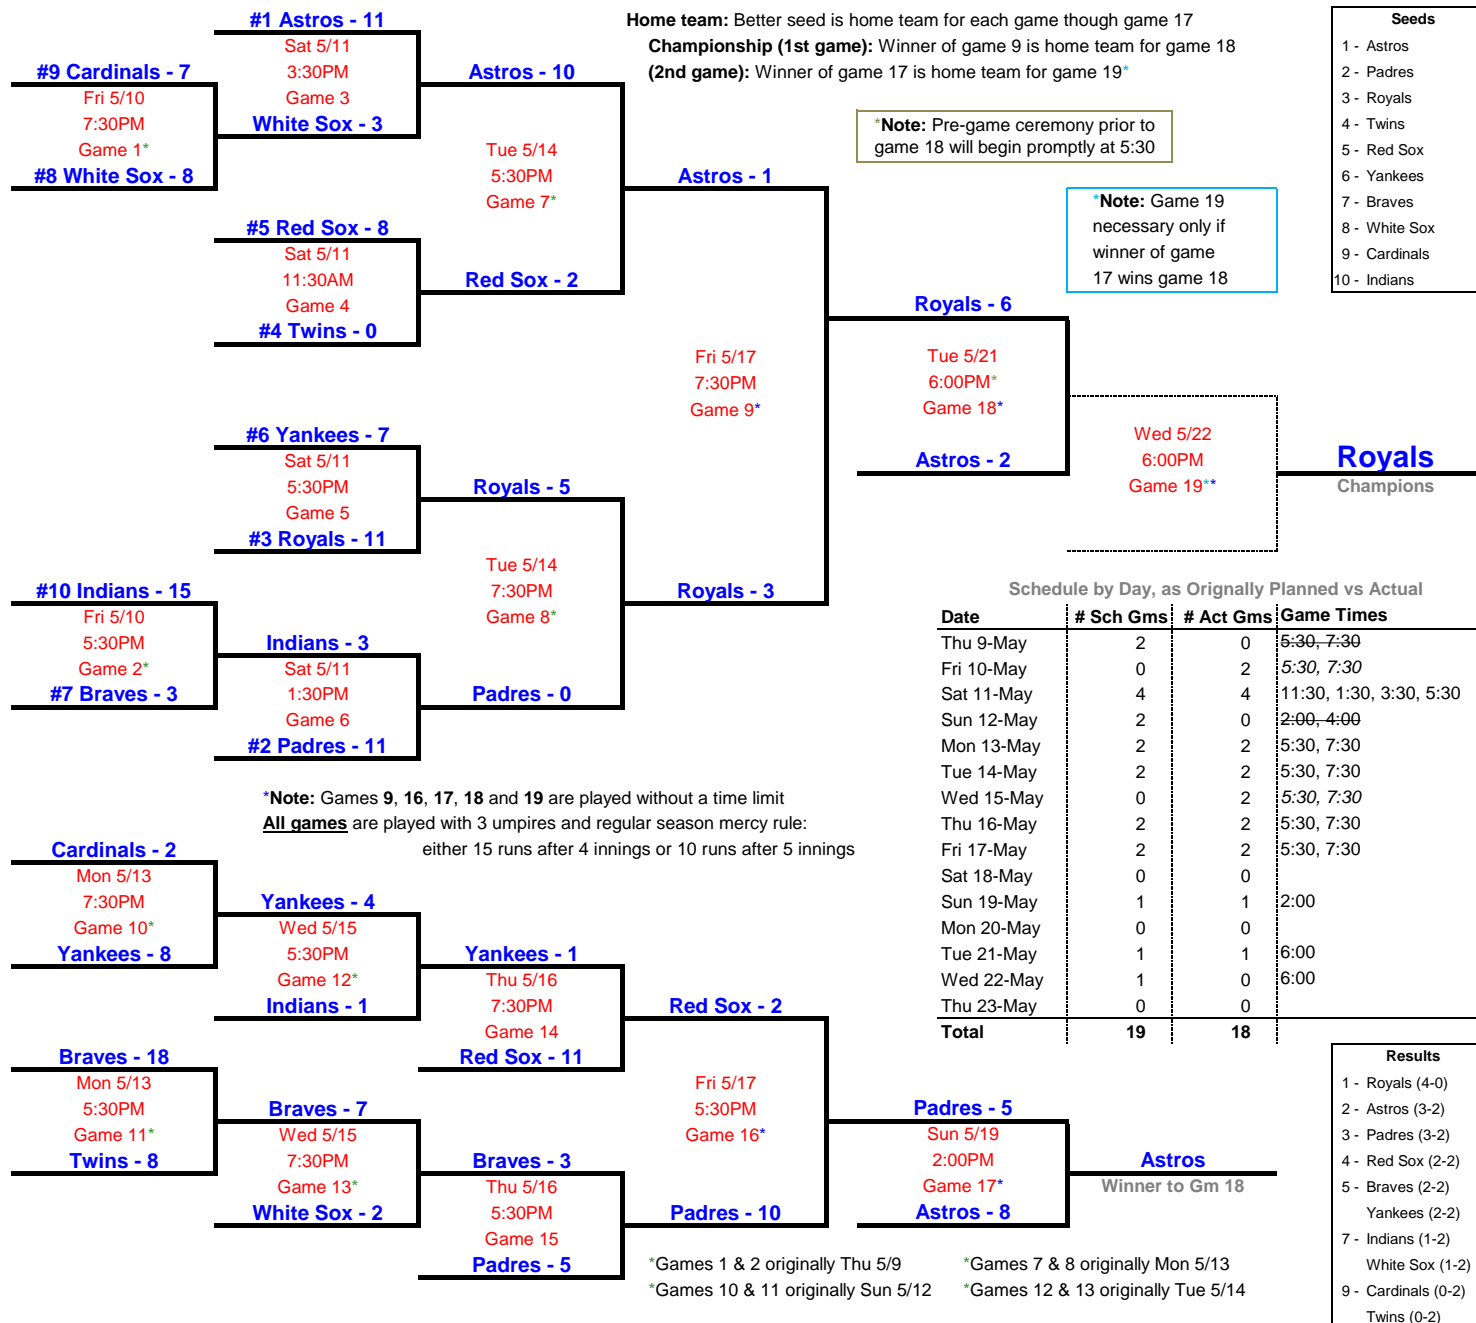 #1 Astros - 11
Sat 5/11
3:30PM
Game 3
White Sox - 3
#9 Cardinals - 7
Fri 5/10
7:30PM
Game 1*
#8 White Sox - 8
Astros - 10
Tue 5/14
5:30PM
Game 7*
Red Sox - 2
#5 Red Sox - 8
Sat 5/11
11:30AM
Game 4
#4 Twins - 0
Astros - 1
Fri 5/17
7:30PM
Game 9*
Royals - 3
#6 Yankees - 7
Sat 5/11
5:30PM
Game 5
#3 Royals - 11
Royals - 5
Tue 5/14
7:30PM
Game 8*
Padres - 0
#10 Indians - 15
Fri 5/10
5:30PM
Game 2*
#7 Braves - 3
Indians - 3
Sat 5/11
1:30PM
Game 6
#2 Padres - 11
Home team: Better seed is home team for each game though game 17
Championship (1st game): Winner of game 9 is home team for game 18
(2nd game): Winner of game 17 is home team for game 19*
*Note: Pre-game ceremony prior to
game 18 will begin promptly at 5:30
*Note: Game 19
necessary only if
winner of game
17 wins game 18
Seeds
1 - Astros
2 - Padres
3 - Royals
4 - Twins
5 - Red Sox
6 - Yankees
7 - Braves
8 - White Sox
9 - Cardinals
10 - Indians
Royals - 6
Tue 5/21
6:00PM*
Game 18*
Astros - 2
Wed 5/22
6:00PM
Game 19**
Royals
Champions
Schedule by Day, as Orignally Planned vs Actual
Date # Sch Gms # Act Gms Game Times
Thu 9-May 2 0 5:30, 7:30
Fri 10-May 0 2 5:30, 7:30
Sat 11-May 4 4 11:30, 1:30, 3:30, 5:30
Sun 12-May 2 0 2:00, 4:00
Mon 13-May 2 2 5:30, 7:30
Tue 14-May 2 2 5:30, 7:30
Wed 15-May 0 2 5:30, 7:30
Thu 16-May 2 2 5:30, 7:30
Fri 17-May 2 2 5:30, 7:30
Sat 18-May 0 0
Sun 19-May 1 1 2:00
Mon 20-May 0 0
Tue 21-May 1 1 6:00
Wed 22-May 1 0 6:00
Thu 23-May 0 0
Total 19 18
*Note: Games 9, 16, 17, 18 and 19 are played without a time limit
All games are played with 3 umpires and regular season mercy rule:
either 15 runs after 4 innings or 10 runs after 5 innings
Cardinals - 2
Mon 5/13
7:30PM
Game 10*
Yankees - 8
Yankees - 4
Wed 5/15
5:30PM
Game 12*
Indians - 1
Yankees - 1
Thu 5/16
7:30PM
Game 14
Red Sox - 11
Braves - 18
Mon 5/13
5:30PM
Game 11*
Twins - 8
Braves - 7
Wed 5/15
7:30PM
Game 13*
White Sox - 2
Braves - 3
Thu 5/16
5:30PM
Game 15
Padres - 5
Red Sox - 2
Fri 5/17
5:30PM
Game 16*
Padres - 10
Padres - 5
Sun 5/19
2:00PM
Game 17*
Astros - 8
Astros
Winner to Gm 18
*Games 1 & 2 originally Thu 5/9
*Games 7 & 8 originally Mon 5/13
*Games 10 & 11 originally Sun 5/12
*Games 12 & 13 originally Tue 5/14
Results
1 - Royals (4-0)
2 - Astros (3-2)
3 - Padres (3-2)
4 - Red Sox (2-2)
5 - Braves (2-2)
Yankees (2-2)
7 - Indians (1-2)
White Sox (1-2)
9 - Cardinals (0-2)
Twins (0-2)